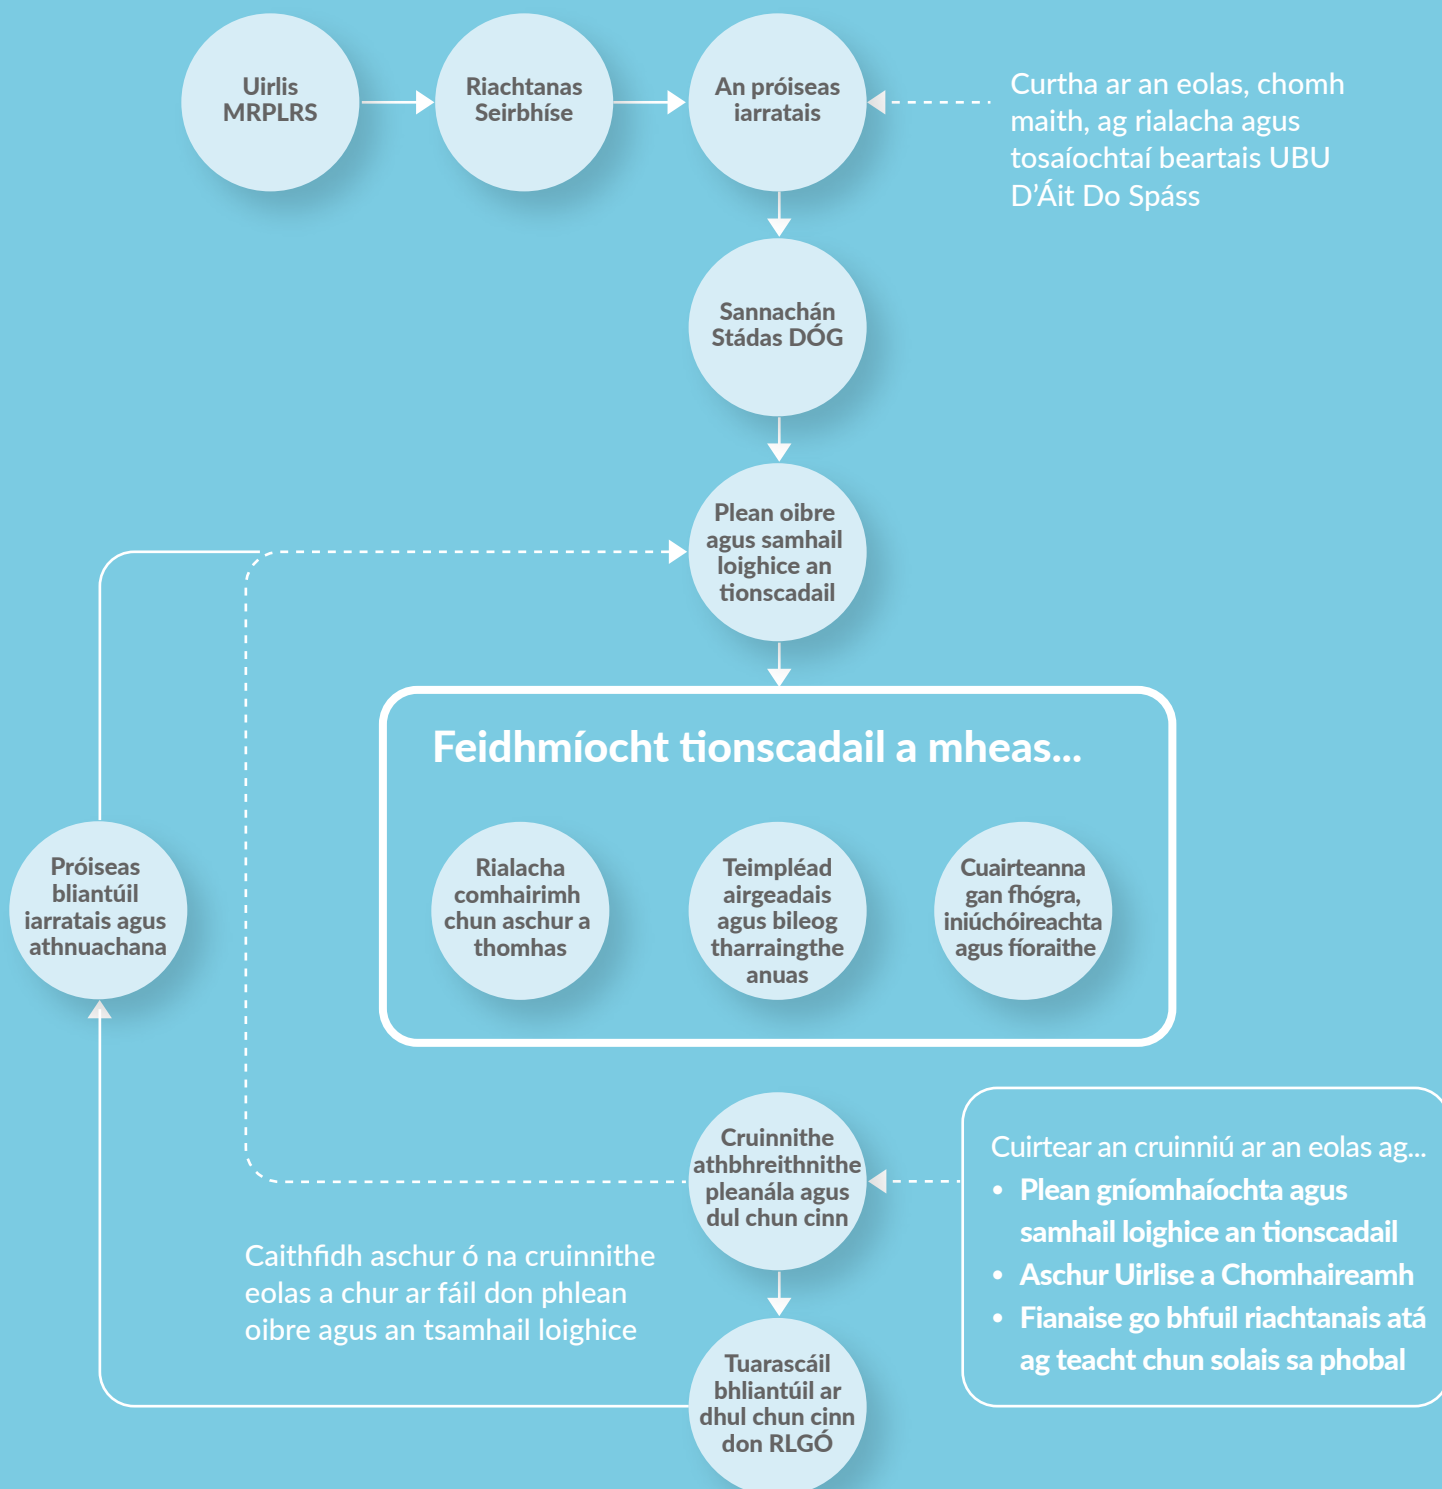 Uirlis
MRPLRS
Riachtanas
Seirbhíse
An próiseas
iarratais
Curtha ar an eolas, chomh
maith, ag rialacha agus
tosaíochtaí beartais UBU
D'Áit Do Spáss
Sannachán
Stádas DÓG
Plean oibre
agus samhail
loighice an
tionscadail
Feidhmíocht tionscadail a mheas...
Próiseas
bliantúil
iarratais agus
athnuachana
Rialacha
comhairimh
chun aschur a
thomhas
Teimpléad
airgeadais
agus bileog
tharraingthe
anuas
Cuairteanna
gan fhógra,
iniúchóireachta
agus fíoraithe
Cruinnithe
athbhreithnithe
pleanála agus
dul chun cinn
Cuirtear an cruinniú ar an eolas ag...
• Plean gníomhaíochta agus
samhail loighice an tionscadail
• Aschur Uirlise a Chomhaireamh
• Fianaise go bhfuil riachtanais atá
ag teacht chun solais sa phobal
Caithfidh aschur ó na cruinnithe
eolas a chur ar fáil don phlean
oibre agus an tsamhail loighice
Tuarascáil
bhliantúil ar
dhul chun cinn
don RLGÓ